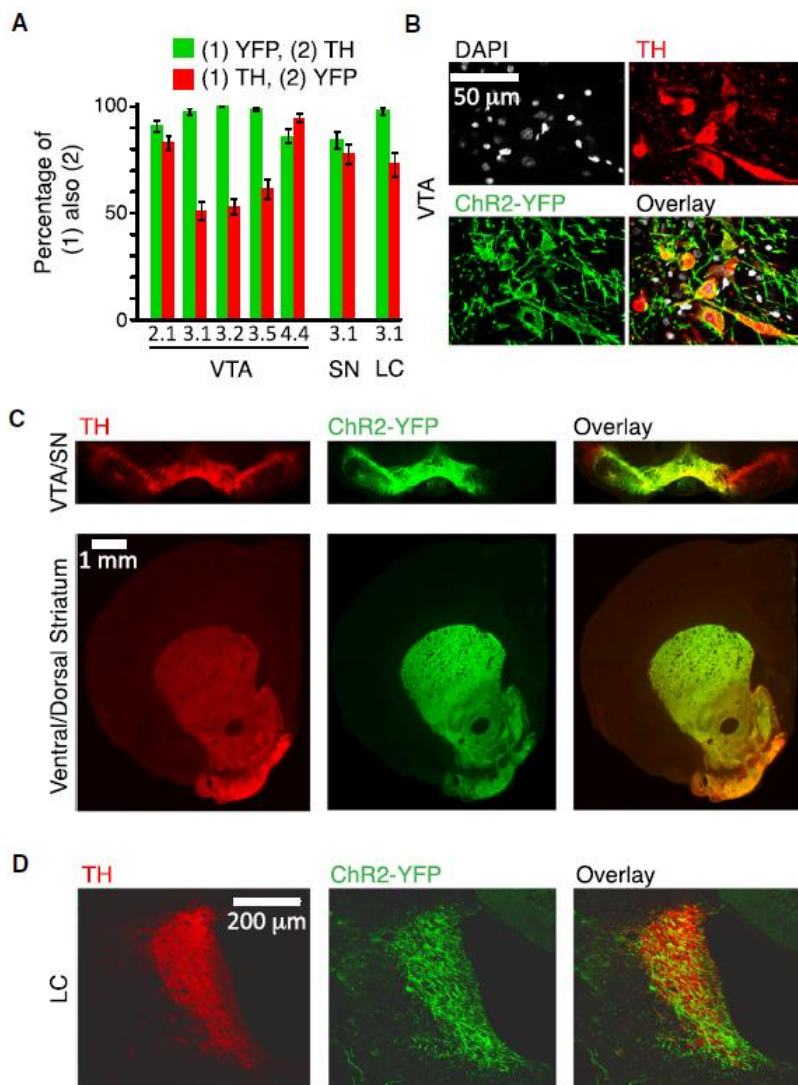 A
(1) YFP, (2) TH
(1) TH, (2) YFP
Percentage of
(1) also (2)
100
50
0
2.1 3.1 3.2 3.5 4.4 3.1 3.1
VTA SN LC
B
DAPI TH
50 μm
VTA
ChR2-YFP Overlay
C
TH ChR2-YFP Overlay
VTA/SN
1 mm
Ventral/Dorsal Striatum
D
TH ChR2-YFP Overlay
200 μm
LC